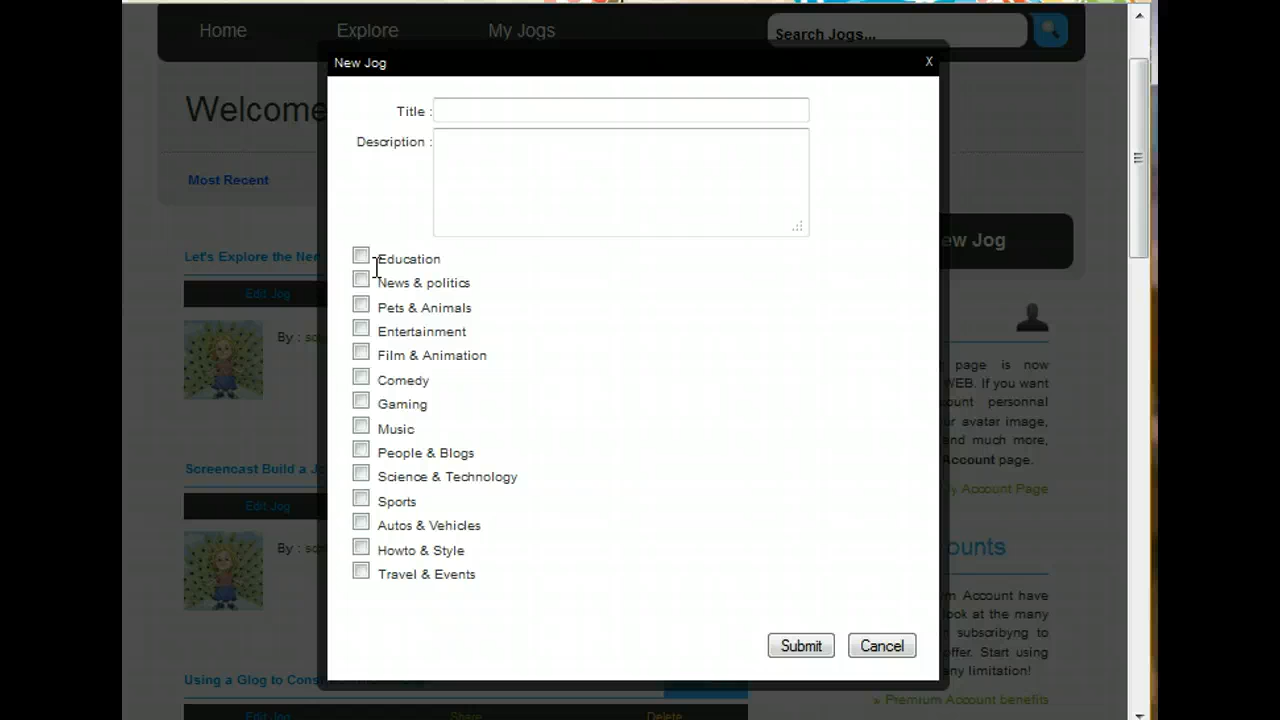 Home Explore My Jogs Search Jogs...
New Jog X
Welcome
Title :
Description :
Most Recent
ew Jog
Let's Explore the Ner
Education
Edit Jog
News & politics
Pets & Animals
By :
Entertainment
Film & Animation
page is now
WEB. If you want
Comedy
ount personnal
Gaming
ur avatar image,
Music
nd much more,
People & Blogs
Account page.
Screencast Build a J
Science & Technology
y Account Page
Edit Jog
Sports
Autos & Vehicles
By :
Howto & Style
ounts
Travel & Events
m Account have
look at the many
subscribyng to
Submit Cancel
offer. Start using
any limitation!
Using a Glog to Cons
» Premium Account benefits
Edit Jog Share Delete